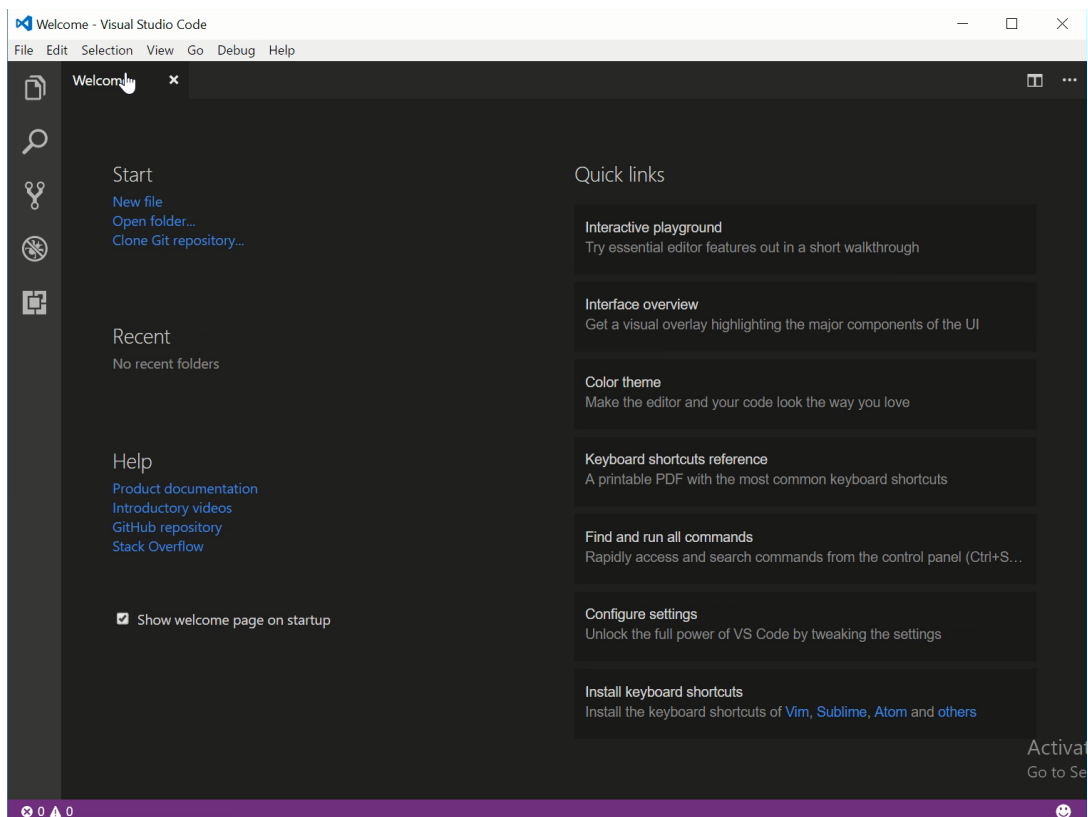 Welcome - Visual Studio Code
File Edit Selection View Go Debug Help
Start
New file
Open folder...
Clone Git repository...
Recent
No recent folders
Help
Product documentation
Introductory videos
GitHub repository
Stack Overflow
Show welcome page on startup
Quick links
Interactive playground
Try essential editor features out in a short walkthrough
Interface overview
Get a visual overlay highlighting the major components of the UI
Color theme
Make the editor and your code look the way you love
Keyboard shortcuts reference
A printable PDF with the most common keyboard shortcuts
Find and run all commands
Rapidly access and search commands from the control panel (Ctrl+S...
Configure settings
Unlock the full power of VS Code by tweaking the settings
Install keyboard shortcuts
Install the keyboard shortcuts of Vim, Sublime, Atom and others
Activat
Go to Se
0 0